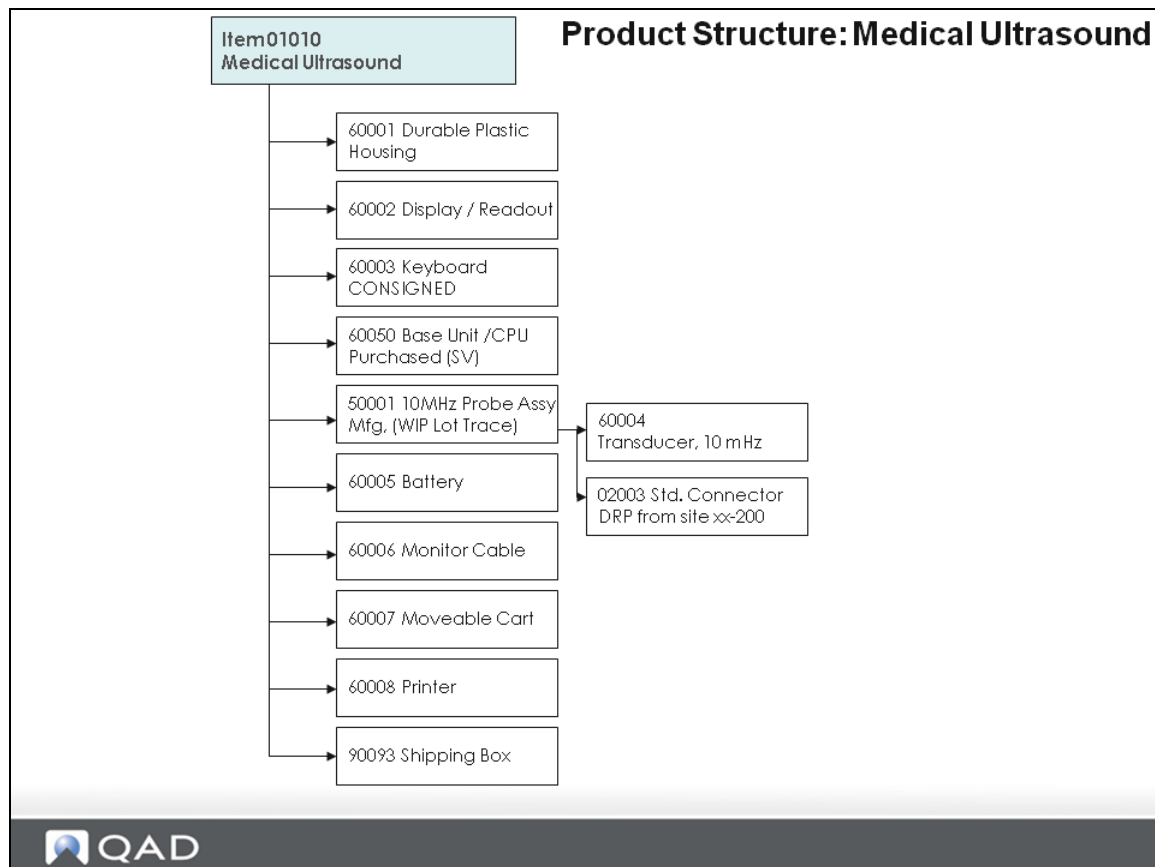 Product Structure: Medical Ultrasound
Item01010
Medical Ultrasound
60001 Durable Plastic
Housing
60002 Display / Readout
60003 Keyboard
CONSIGNED
60050 Base Unit /CPU
Purchased (SV)
50001 10MHz Probe Assy
Mfg, (WIP Lot Trace)
60004
Transducer, 10 mHz
02003 Std. Connector
DRP from site xx-200
60005 Battery
60006 Monitor Cable
60007 Moveable Cart
60008 Printer
90093 Shipping Box
QAD